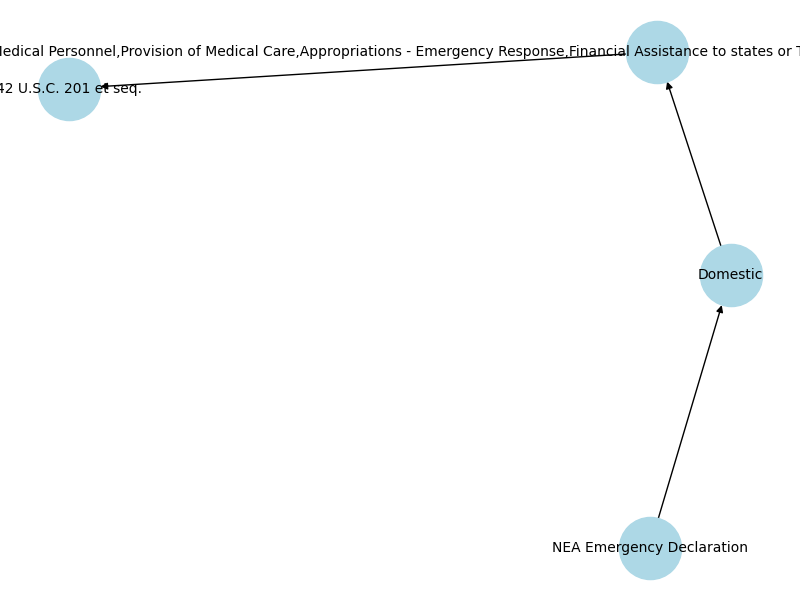 Medical Personnel,Provision of Medical Care,Appropriations - Emergency Response,Financial Assistance to states or T
42 U.S.C. 201 et seq.
Domestic
NEA Emergency Declaration